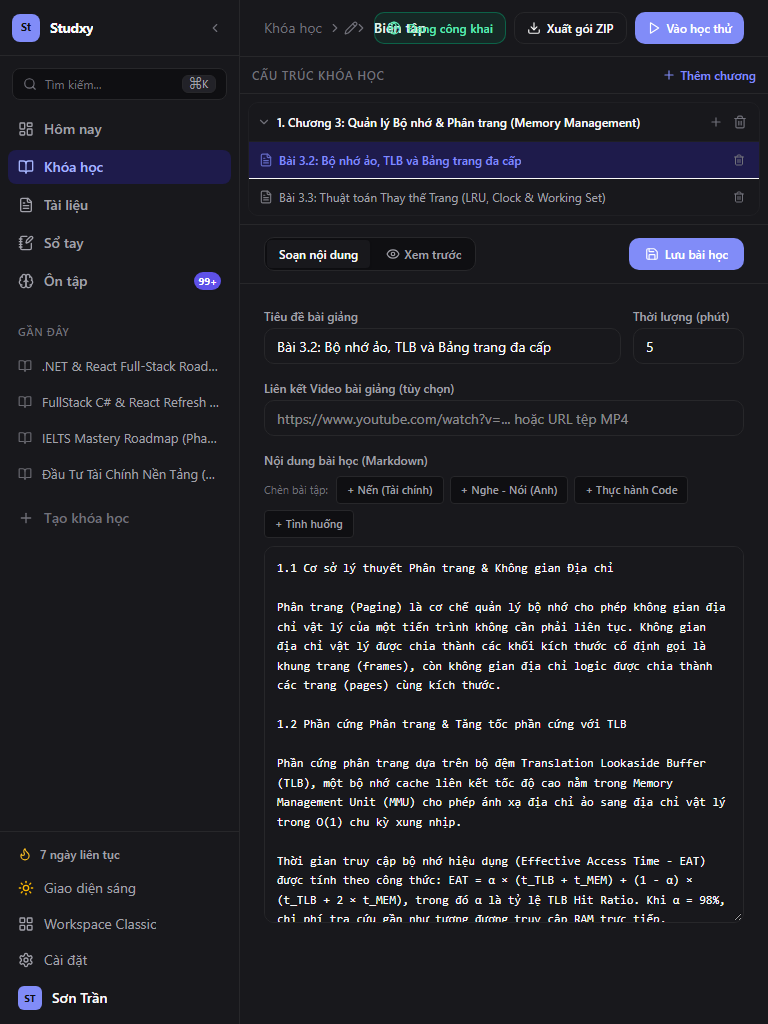 St Studxy
Tìm kiếm... ⌘K
Hôm nay
Khóa học
Tài liệu
Sổ tay
Ôn tập 99+
GẦN ĐÂY
.NET & React Full-Stack Road...
FullStack C# & React Refresh ...
IELTS Mastery Roadmap (Pha...
Đầu Tư Tài Chính Nền Tảng (...
Tạo khóa học
7 ngày liên tục
Giao diện sáng
Workspace Classic
Cài đặt
ST Sơn Trần
Khóa học Biên tập công khai Xuất gói ZIP Vào học thử
CẤU TRÚC KHÓA HỌC Thêm chương
1. Chương 3: Quản lý Bộ nhớ & Phân trang (Memory Management)
Bài 3.2: Bộ nhớ ảo, TLB và Bảng trang đa cấp
Bài 3.3: Thuật toán Thay thế Trang (LRU, Clock & Working Set)
Soạn nội dung Xem trước Lưu bài học
Tiêu đề bài giảng Thời lượng (phút)
Bài 3.2: Bộ nhớ ảo, TLB và Bảng trang đa cấp 5
Liên kết Video bài giảng (tùy chọn)
https://www.youtube.com/watch?v=... hoặc URL tệp MP4
Nội dung bài học (Markdown)
Chèn bài tập: + Nến (Tài chính) + Nghe - Nói (Anh) + Thực hành Code
+ Tình huống
1.1 Cơ sở lý thuyết Phân trang & Không gian Địa chỉ
Phân trang (Paging) là cơ chế quản lý bộ nhớ cho phép không gian địa
chỉ vật lý của một tiến trình không cần phải liên tục. Không gian
địa chỉ vật lý được chia thành các khối kích thước cố định gọi là
khung trang (frames), còn không gian địa chỉ logic được chia thành
các trang (pages) cùng kích thước.
1.2 Phần cứng Phân trang & Tăng tốc phần cứng với TLB
Phần cứng phân trang dựa trên bộ đệm Translation Lookaside Buffer
(TLB), một bộ nhớ cache liên kết tốc độ cao nằm trong Memory
Management Unit (MMU) cho phép ánh xạ địa chỉ ảo sang địa chỉ vật lý
trong O(1) chu kỳ xung nhịp.
Thời gian truy cập bộ nhớ hiệu dụng (Effective Access Time - EAT)
được tính theo công thức: EAT = α × (t_TLB + t_MEM) + (1 - α) ×
(t_TLB + 2 × t_MEM), trong đó α là tỷ lệ TLB Hit Ratio. Khi α = 98%,
chi phí tra cứu gần như tương đương truy cập RAM trực tiếp.